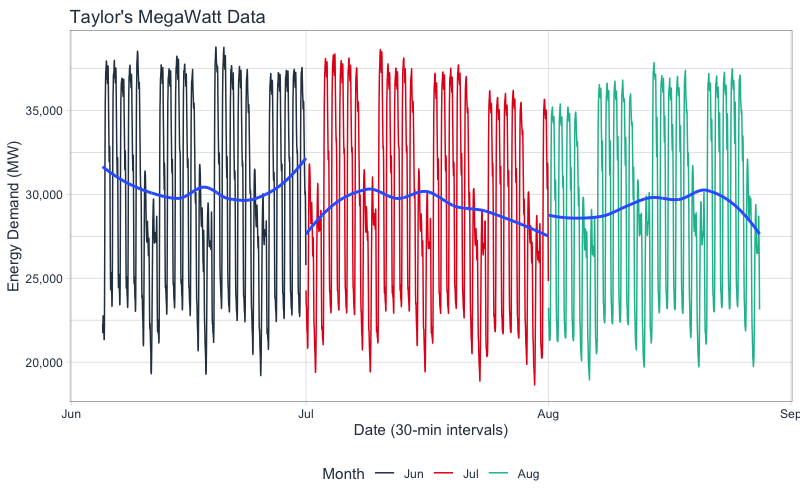 Taylor's MegaWatt Data
Energy Demand (MW)
35,000
30,000
25,000
20,000
Jun Jul Aug Sep
Date (30-min intervals)
Month Jun Jul Aug